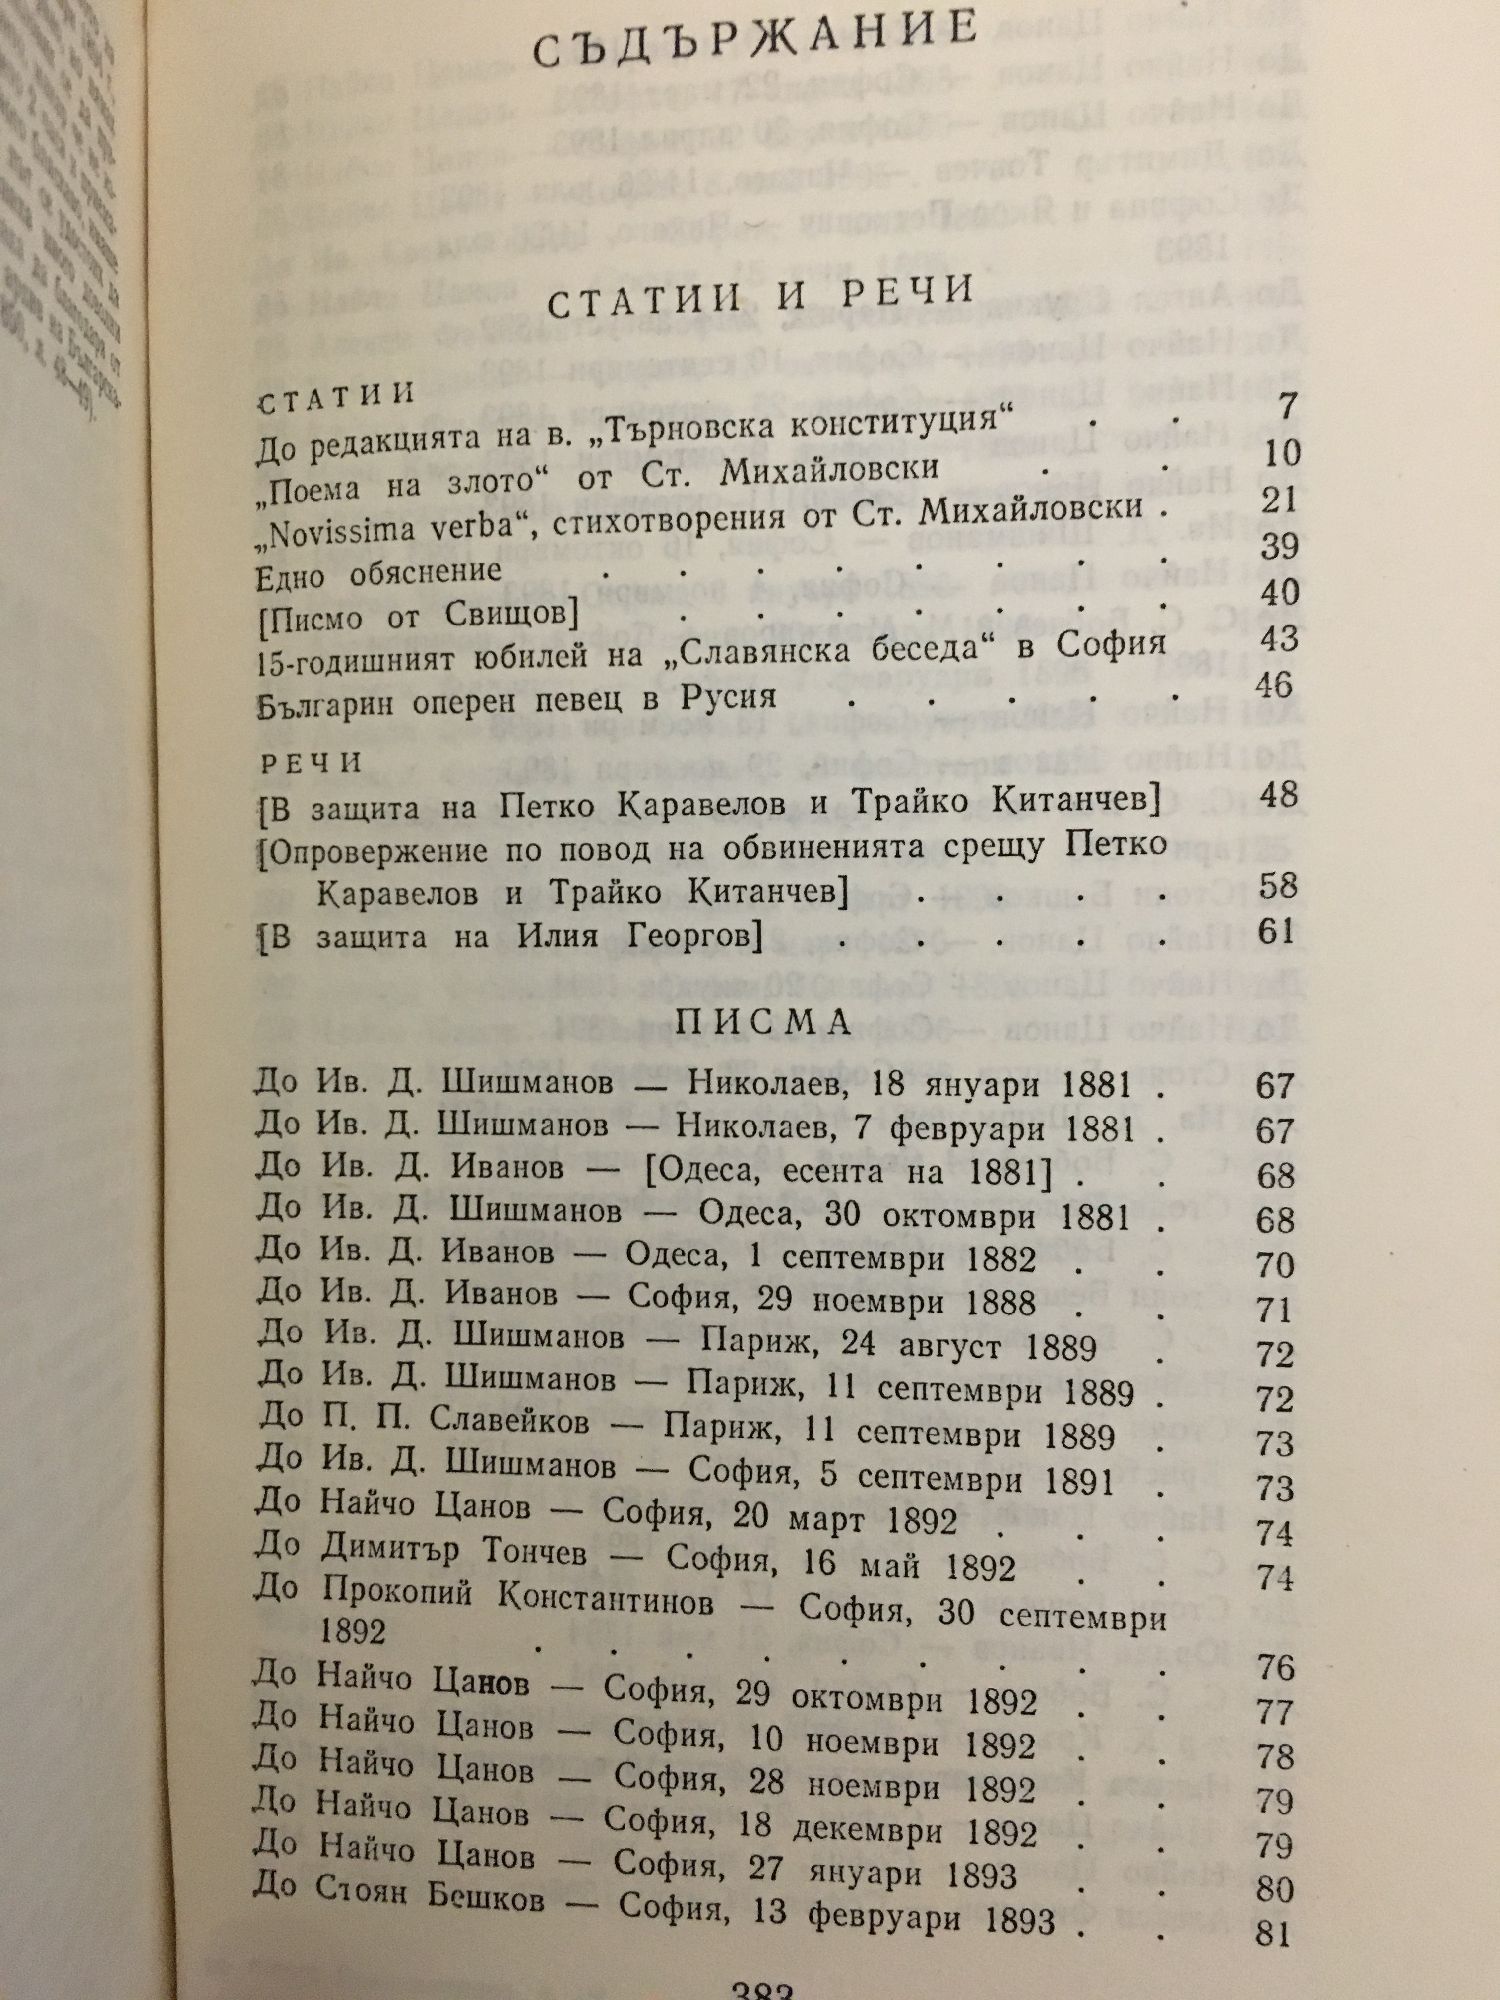 СЪДЪРЖАНИЕ
СТАТИИ И РЕЧИ
СТАТИИ
До редакцията на в. „Търновска конституция“ . . 7
„Поема на злото“ от Ст. Михайловски . . 10
„Novissima verba“, стихотворения от Ст. Михайловски . 21
Едно обяснение . . . . . . . . 39
[Писмо от Свищов] . . . . . . . 40
15-годишният юбилей на „Славянска беседа“ в София 43
Българин оперен певец в Русия . . . . . 46
РЕЧИ
[В защита на Петко Каравелов и Трайко Китанчев] 48
[Опровержение по повод на обвиненията срещу Петко
Каравелов и Трайко Китанчев] . . . . 58
[В защита на Илия Георгов] . . . . . 61
ПИСМА
До Ив. Д. Шишманов — Николаев, 18 януари 1881 . 67
До Ив. Д. Шишманов — Николаев, 7 февруари 1881 . 67
До Ив. Д. Иванов — [Одеса, есента на 1881] . . 68
До Ив. Д. Шишманов — Одеса, 30 октомври 1881 . 68
До Ив. Д. Иванов — Одеса, 1 септември 1882 . . 70
До Ив. Д. Иванов — София, 29 ноември 1888 . . 71
До Ив. Д. Шишманов — Париж, 24 август 1889 . 72
До Ив. Д. Шишманов — Париж, 11 септември 1889 . 72
До П. П. Славейков — Париж, 11 септември 1889 . 73
До Ив. Д. Шишманов — София, 5 септември 1891 . 73
До Найчо Цанов — София, 20 март 1892 . . . 74
До Димитър Тончев — София, 16 май 1892 . . 74
До Прокопий Константинов — София, 30 септември
1892 . . . . . . . . . 76
До Найчо Цанов — София, 29 октомври 1892 . . 77
До Найчо Цанов — София, 10 ноември 1892 . . 78
До Найчо Цанов — София, 28 ноември 1892 . . 79
До Найчо Цанов — София, 18 декември 1892 . . 79
До Найчо Цанов — София, 27 януари 1893 . . 80
До Стоян Бешков — София, 13 февруари 1893 . . 81
383